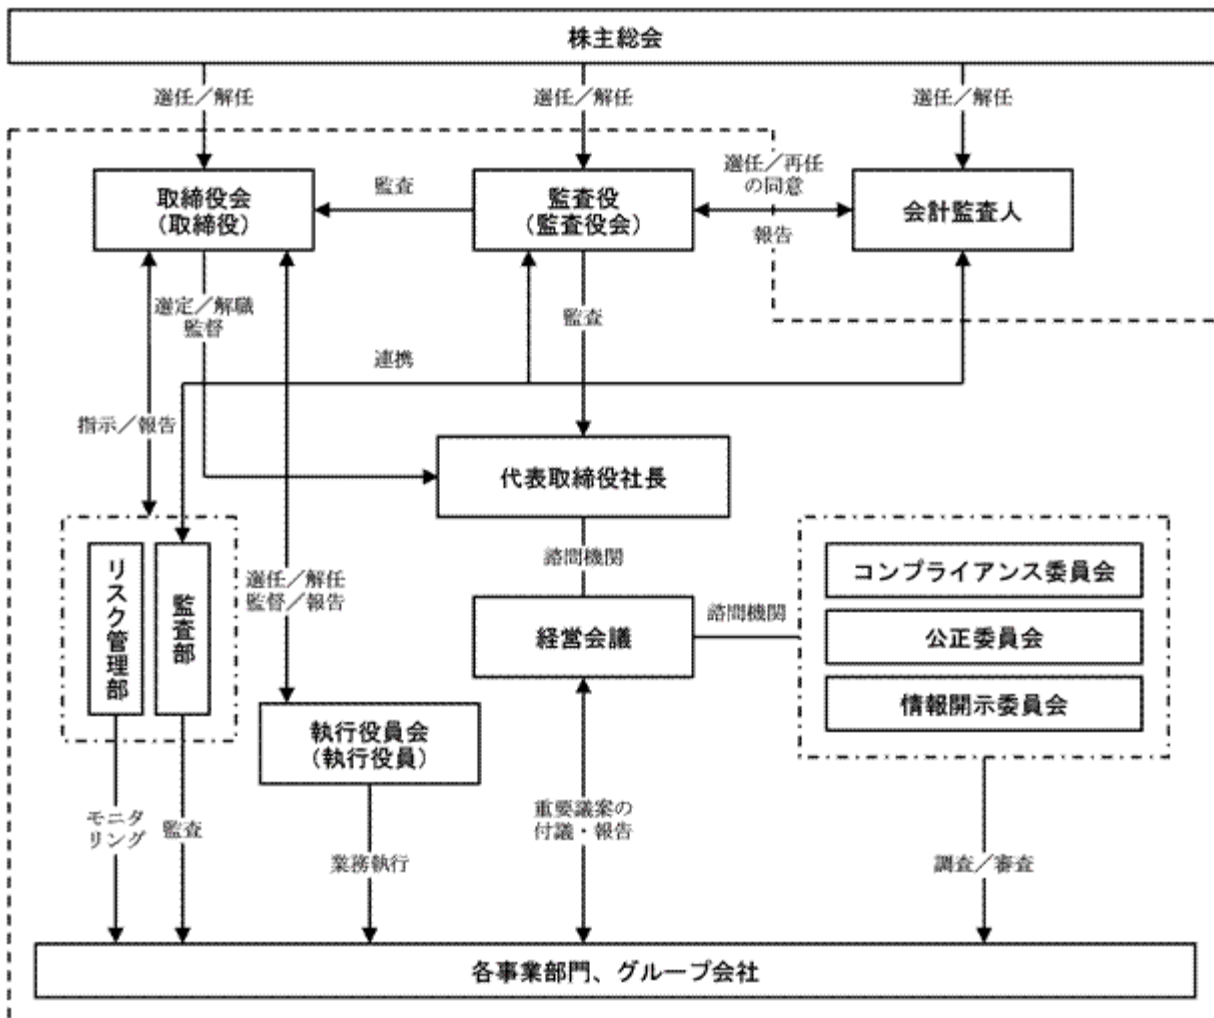 株主総会
選任／解任
選任／解任
選任／解任
取締役会
（取締役）
監査
監査役
（監査役会）
選任／再任
の同意
報告
会計監査人
選定／解職
監督
監査
連携
指示／報告
代表取締役社長
諮問機関
リスク管理部
監査部
選任／解任
監督／報告
経営会議
諮問機関
コンプライアンス委員会
公正委員会
情報開示委員会
執行役員会
（執行役員）
モニタ
リング
監査
業務執行
重要議案の
付議・報告
調査／審査
各事業部門、グループ会社